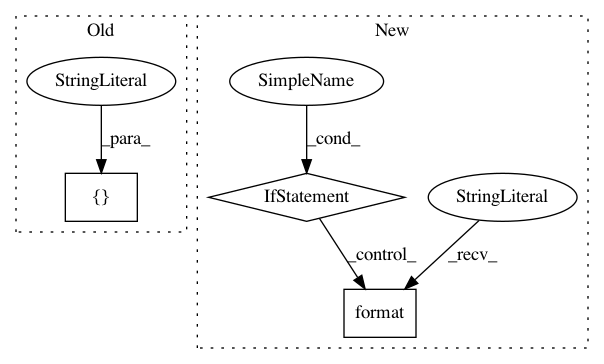 Old
New
StringLiteral
SimpleName
_para_
_cond_
{}
IfStatement
StringLiteral
_control_
_recv_
format